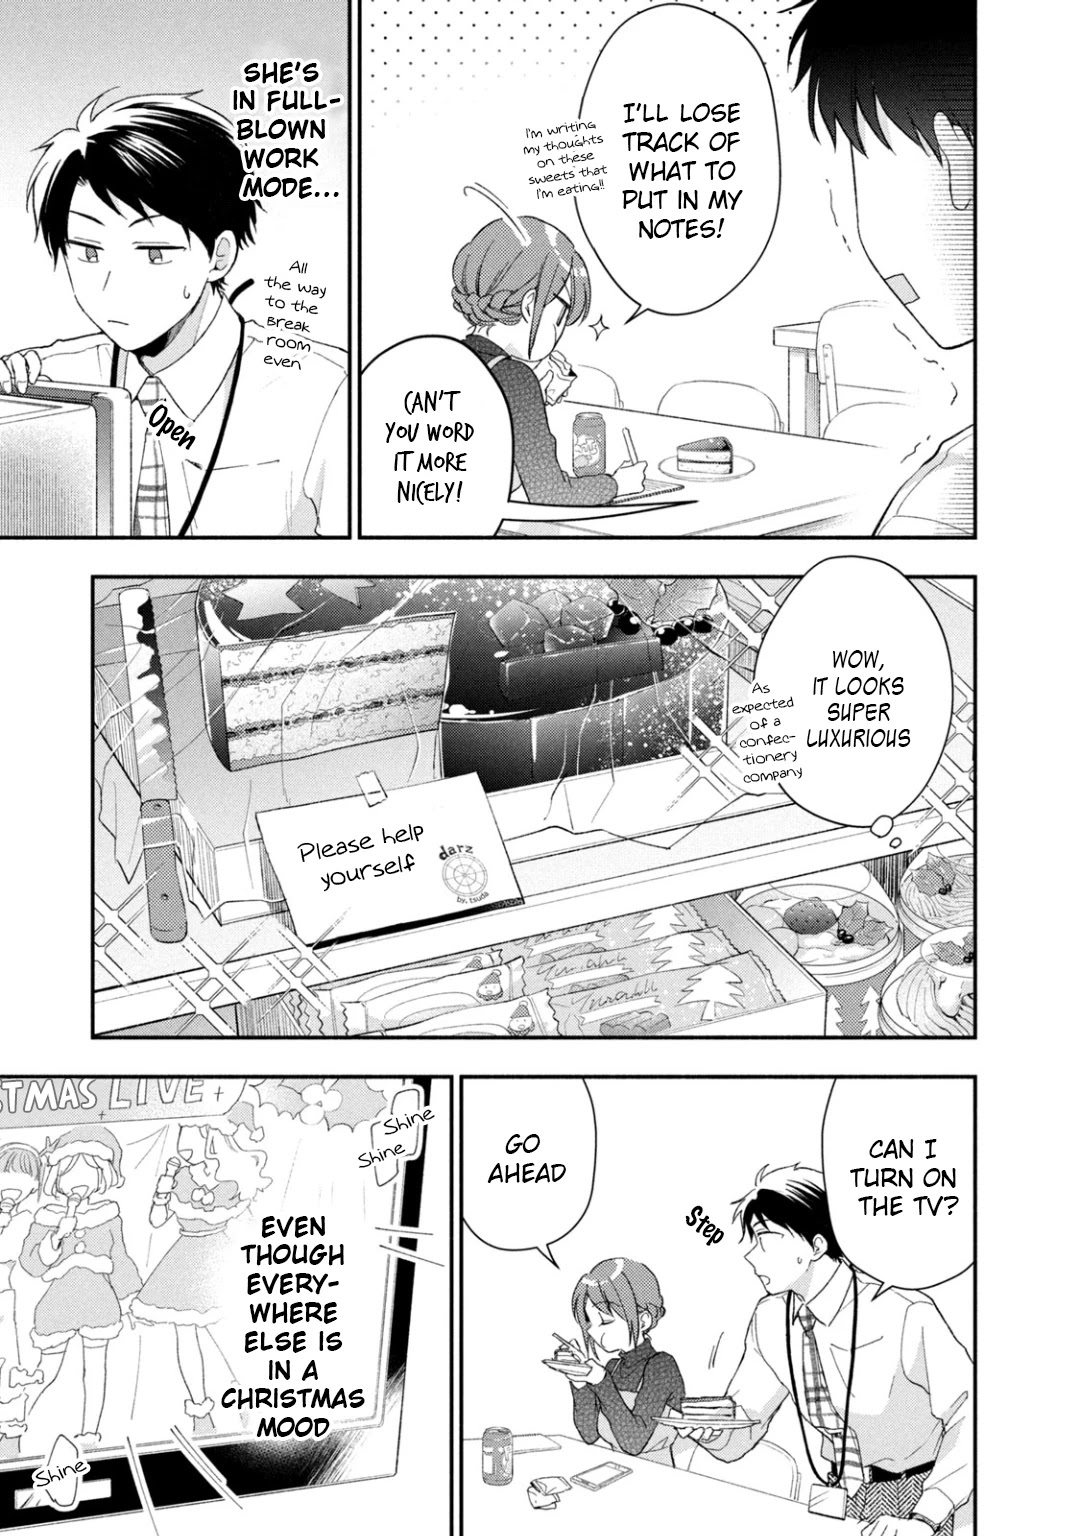 I'LL LOSE
TRACK OF
WHAT TO
PUT IN MY
NOTES!
I'm writing
my thoughts
on these
sweets that
I'm eating!!
CAN'T
YOU WORD
IT MORE
NICELY!
SHE'S
IN FULL-
BLOWN
WORK
MODE...
All
the way
to the
Break
room
even
Open
WOW,
IT LOOKS
SUPER
LUXURIOUS
As
expected
of a
confec-
tionery
company
Please help
yourself
darz
by. tsuda
CAN I
TURN ON
THE TV?
Step
GO
AHEAD
STMAS LIVE
Shine
Shine
EVEN
THOUGH
EVERY-
WHERE
ELSE IS
IN A
CHRISTMAS
MOOD
Shine